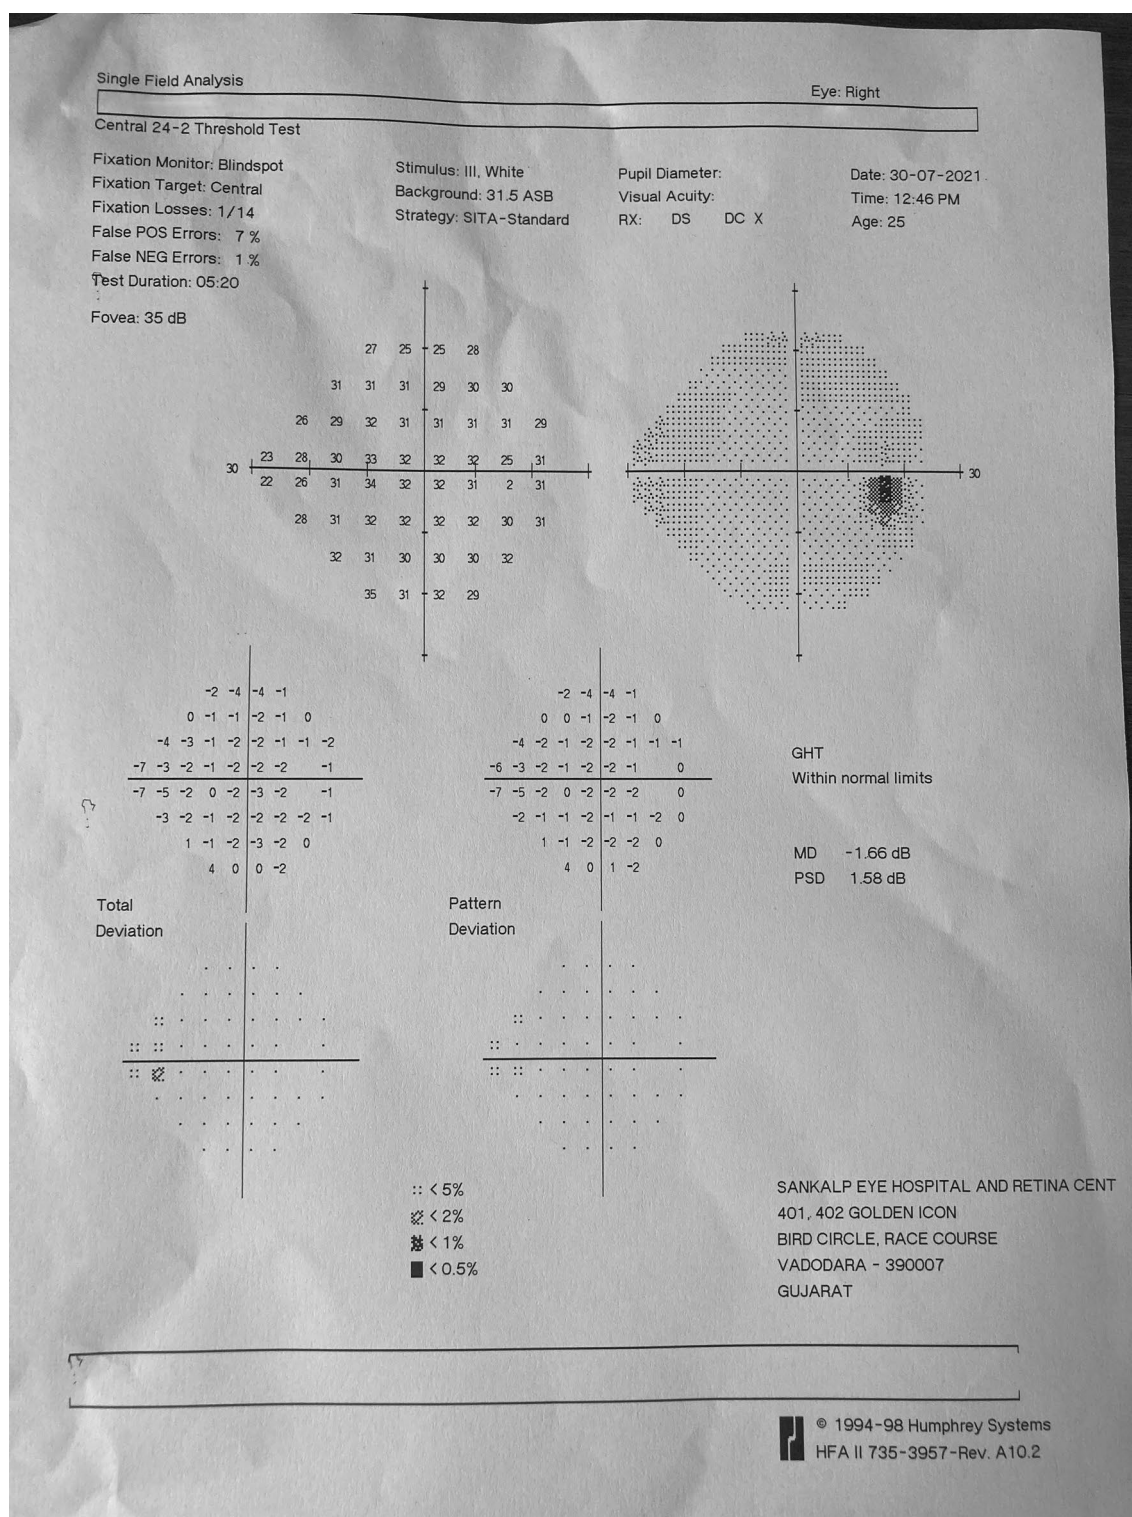 Single Field Analysis
Eye: Right
Central 24-2 Threshold Test
Fixation Monitor: Blindspot
Fixation Target: Central
Fixation Losses: 1/14
False POS Errors: 7 %
False NEG Errors: 1 %
Test Duration: 05:20
Fovea: 35 dB
Stimulus: III, White
Background: 31.5 ASB
Strategy: SITA-Standard
Pupil Diameter:
Visual Acuity:
RX: DS DC X
Date: 30-07-2021
Time: 12:46 PM
Age: 25
27 25 25 28
31 31 31 29 30 30
26 29 32 31 31 31 31 29
23 28 30 33 32 32 32 25 31
30
22 26 31 34 32 32 31 2 31
28 31 32 32 32 32 30 31
32 31 30 30 30 32
35 31 32 29
30
-2 -4 -4 -1
0 -1 -1 -2 -1 0
-4 -3 -1 -2 -2 -1 -1 -2
-7 -3 -2 -1 -2 -2 -2 -1
-7 -5 -2 0 -2 -3 -2 -1
-3 -2 -1 -2 -2 -2 -2 -1
1 -1 -2 -3 -2 0
4 0 0 -2
Total
Deviation
-2 -4 -4 -1
0 0 -1 -2 -1 0
-4 -2 -1 -2 -2 -1 -1 -1
-6 -3 -2 -1 -2 -2 -1 0
-7 -5 -2 0 -2 -2 -2 0
-2 -1 -1 -2 -1 -1 -2 0
1 -1 -2 -2 -2 0
4 0 1 -2
Pattern
Deviation
GHT
Within normal limits
MD -1.66 dB
PSD 1.58 dB
< 5%
< 2%
< 1%
< 0.5%
SANKALP EYE HOSPITAL AND RETINA CENT
401, 402 GOLDEN ICON
BIRD CIRCLE, RACE COURSE
VADODARA - 390007
GUJARAT
© 1994-98 Humphrey Systems
HFA II 735-3957-Rev. A10.2